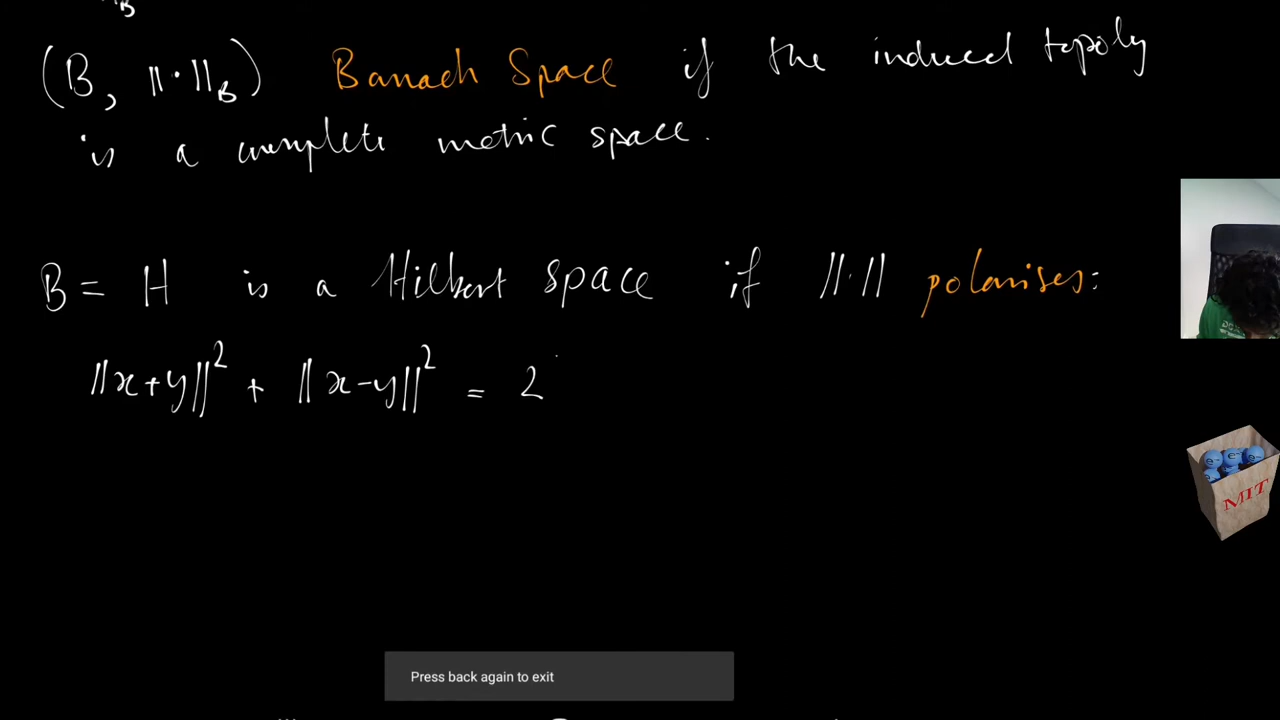 B
(B, ||·||_B) Banach Space if the induced topoly
is a complete metric space.
B = H is a Hilbert space if ||·|| polarises:
||x+y||² + ||x-y||² = 2
e- e- e-
MIT
Press back again to exit